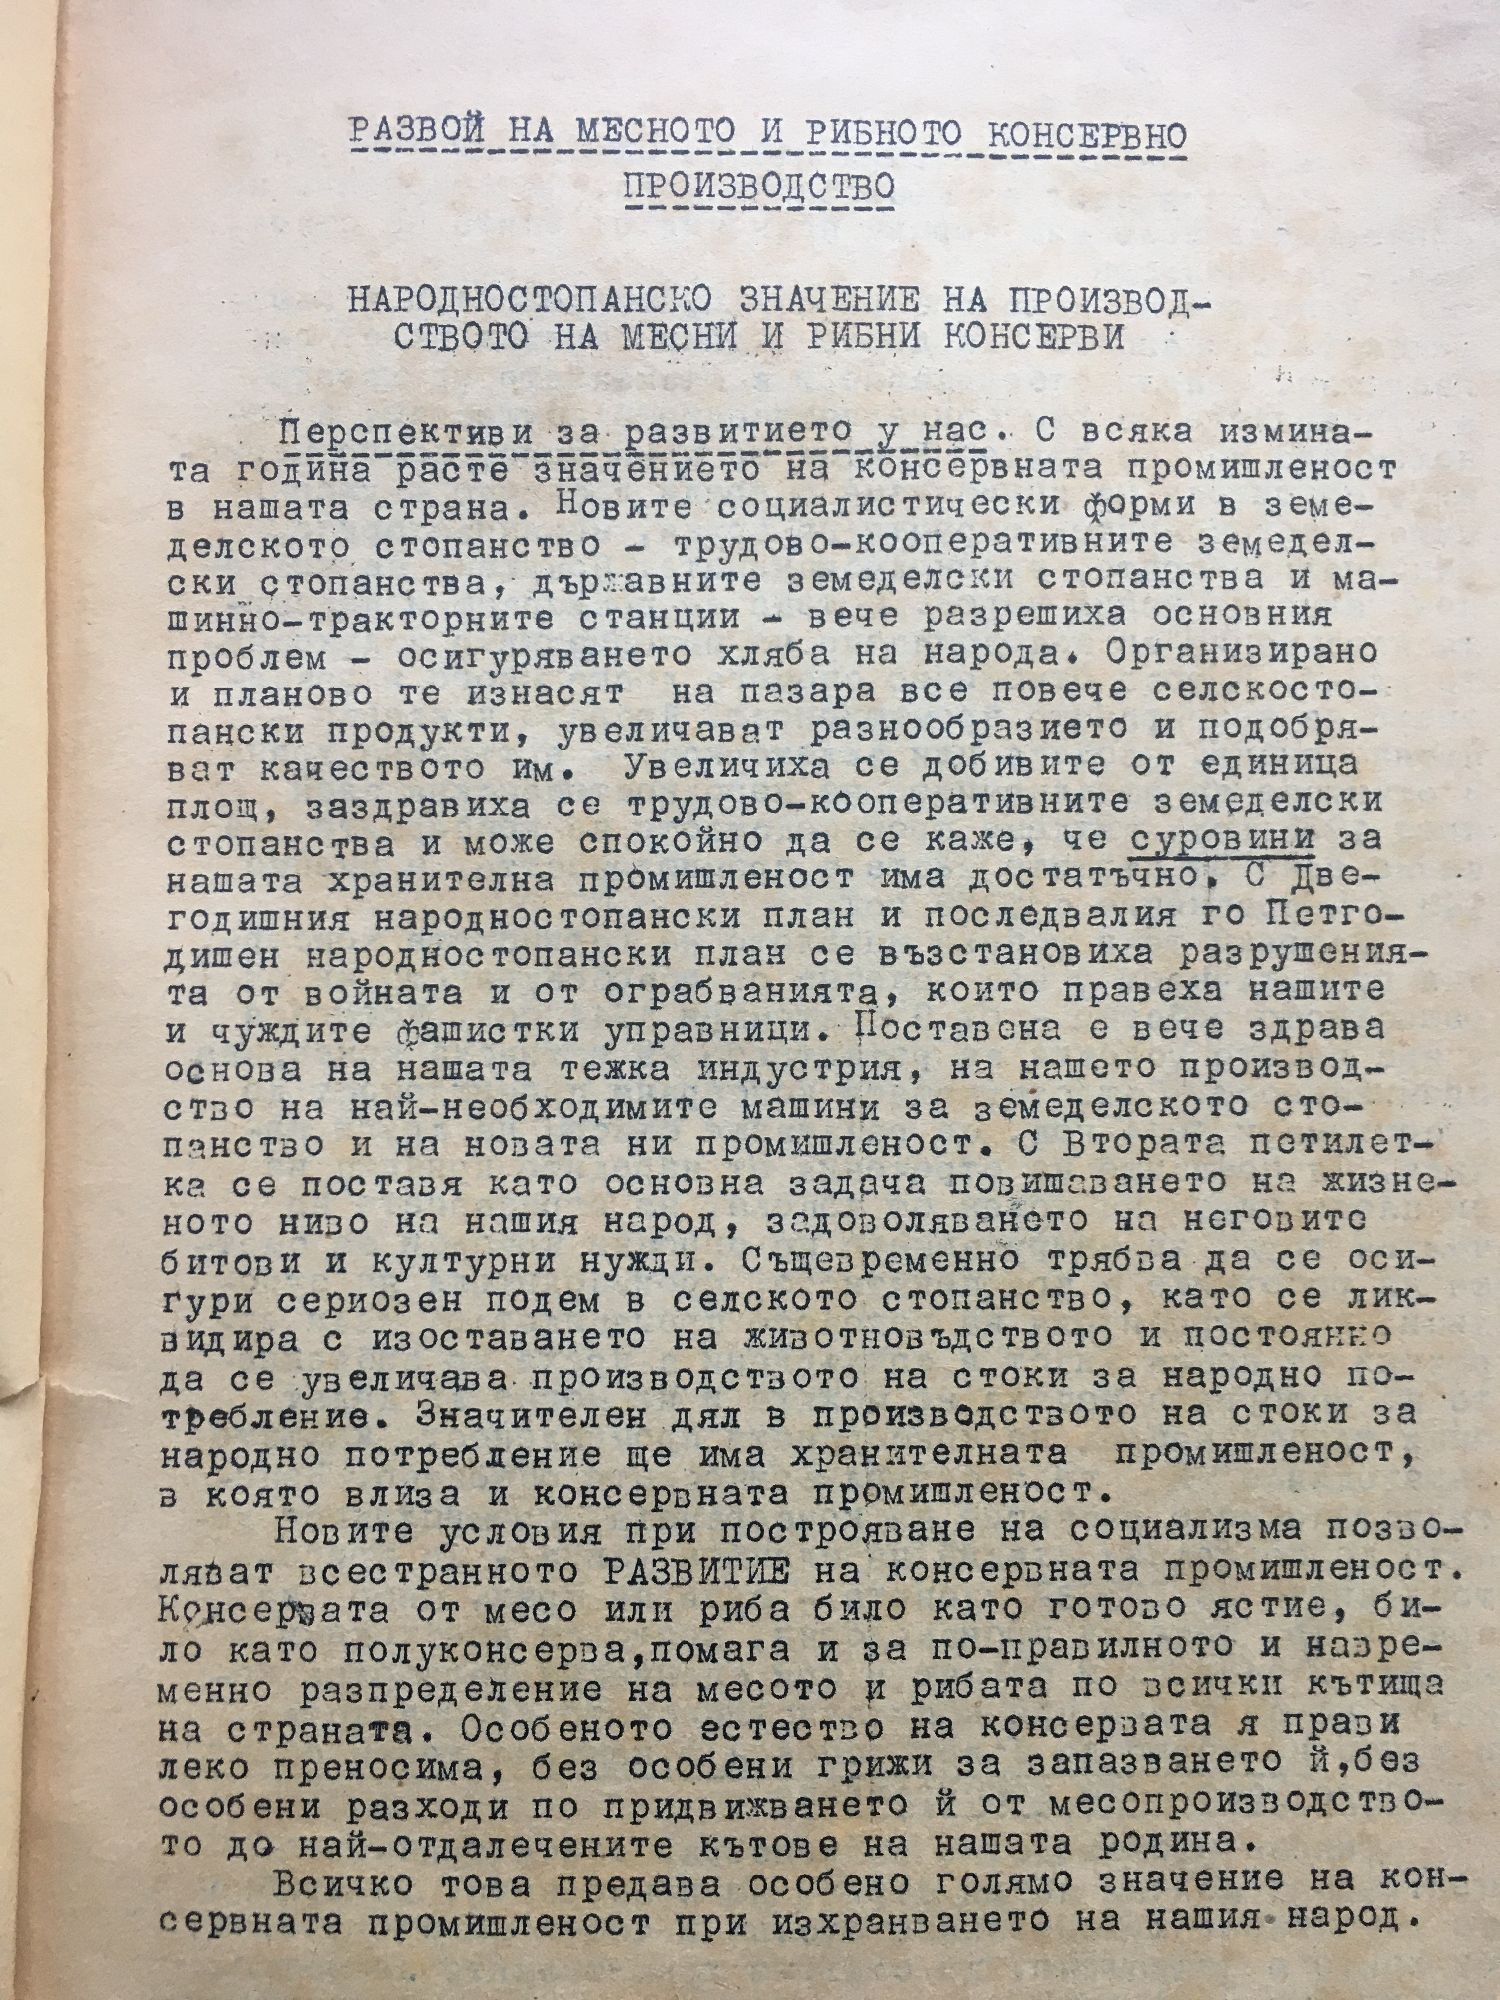 РАЗВОЙ НА МЕСНОТО И РИБНОТО КОНСЕРВНО
ПРОИЗВОДСТВО
НАРОДНОСТОПАНСКО ЗНАЧЕНИЕ НА ПРОИЗВОД-
СТВОТО НА МЕСНИ И РИБНИ КОНСЕРВИ
Перспективи за развитието у нас. С всяка измина-
та година расте значението на консервната промишленост
в нашата страна. Новите социалистически форми в земе-
делското стопанство – трудово-кооперативните земедел-
ски стопанства, държавните земеделски стопанства и ма-
шинно-тракторните станции – вече разрешиха основния
проблем – осигуряването хляба на народа. Организирано
и планово те изнасят на пазара все повече селскосто-
пански продукти, увеличават разнообразието и подобря-
ват качеството им. Увеличиха се добивите от единица
площ, заздравиха се трудово-кооперативните земеделски
стопанства и може спокойно да се каже, че суровини за
нашата хранителна промишленост има достатъчно. С Две-
годишния народностопански план и последвалия го Петго-
дишен народностопански план се възстановиха разрушения-
та от войната и от ограбванията, които правеха нашите
и чуждите фашистки управници. Поставена е вече здрава
основа на нашата тежка индустрия, на нашето производ-
ство на най-необходимите машини за земеделското сто-
панство и на новата ни промишленост. С Втората петилет-
ка се поставя като основна задача повишаването на жизне-
ното ниво на нашия народ, задоволяването на неговите
битови и културни нужди. Същевременно трябва да се оси-
гури сериозен подем в селското стопанство, като се лик-
видира с изоставането на животновъдството и постоянно
да се увеличава производството на стоки за народно по-
требление. Значителен дял в производството на стоки за
народно потребление ще има хранителната промишленост,
в която влиза и консервната промишленост.
Новите условия при построяване на социализма позво-
ляват всестранното РАЗВИТИЕ на консервната промишленост.
Консервата от месо или риба било като готово ястие, би-
ло като полуконсерва,помага и за по-правилното и навре-
менно разпределение на месото и рибата по всички кътища
на страната. Особеното естество на консервата я прави
леко преносима, без особени грижи за запазването й,без
особени разходи по придвижването й от месопроизводство-
то до най-отдалечените кътове на нашата родина.
Всичко това предава особено голямо значение на кон-
сервната промишленост при изхранването на нашия народ.